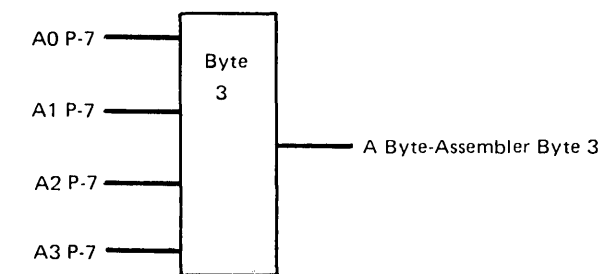 A0 P-7
Byte
3
A1 P-7
A Byte-Assembler Byte 3
A2 P-7
A3 P-7